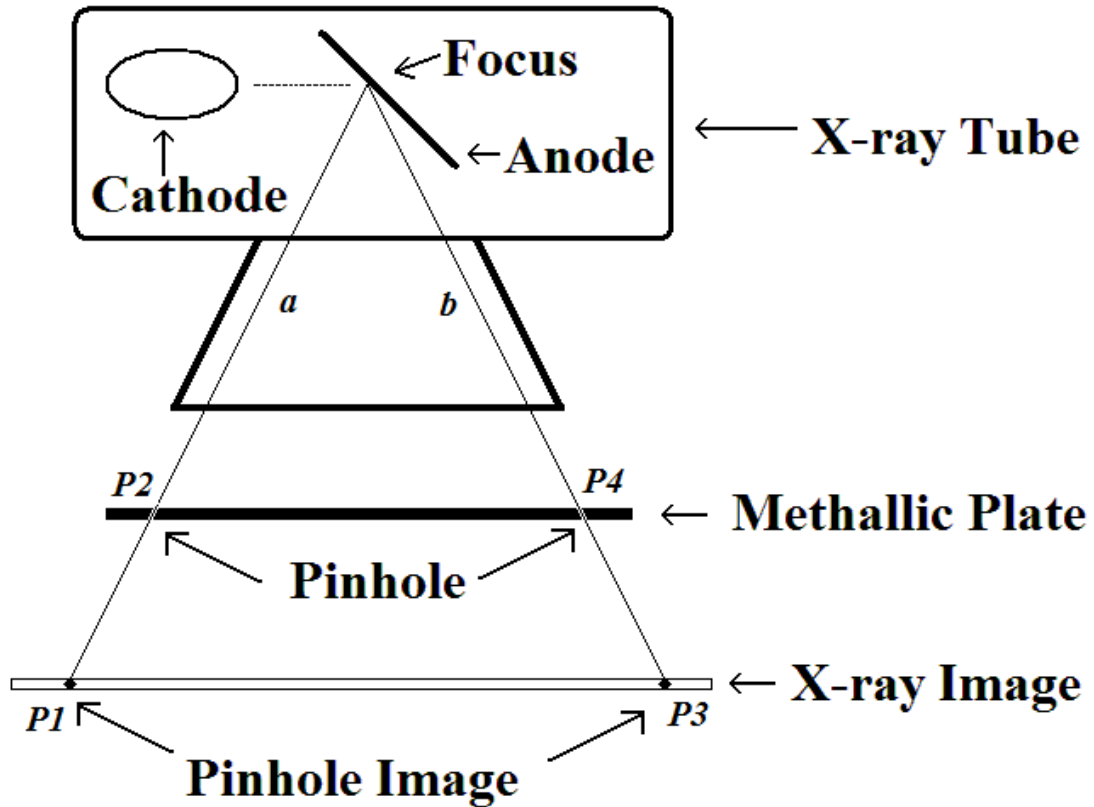 Focus
X-ray Tube
Anode
Cathode
a b
P2 P4
Methallic Plate
Pinhole
X-ray Image
P1 P3
Pinhole Image